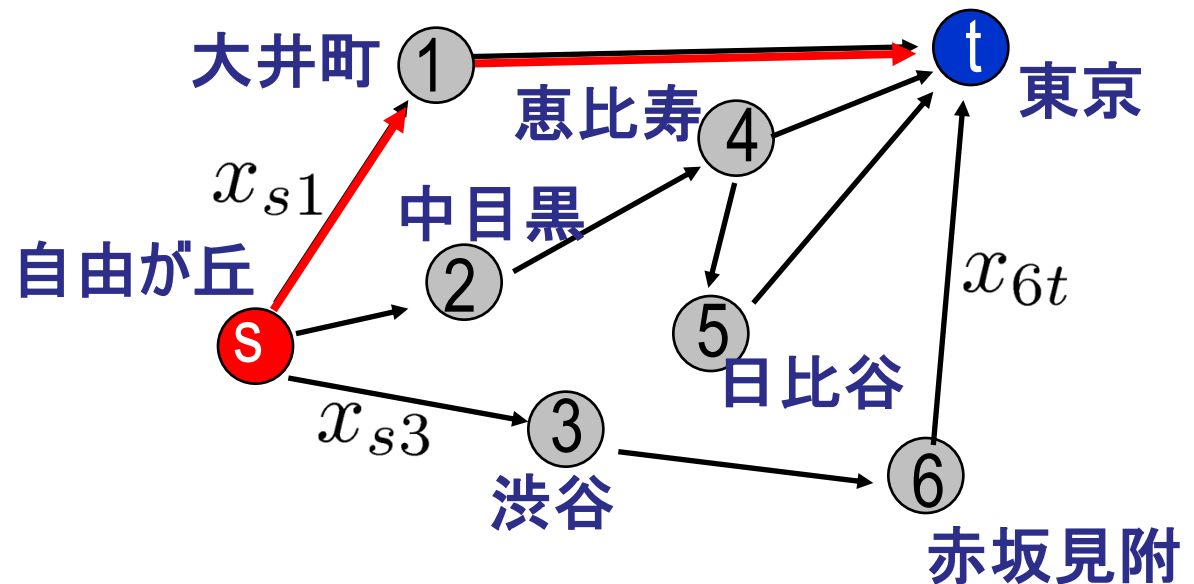 大井町
1
t
東京
恵比寿
4
x_{s1}
中目黒
自由が丘
2
x_{6t}
s
5
日比谷
x_{s3}
3
渋谷
6
赤坂見附